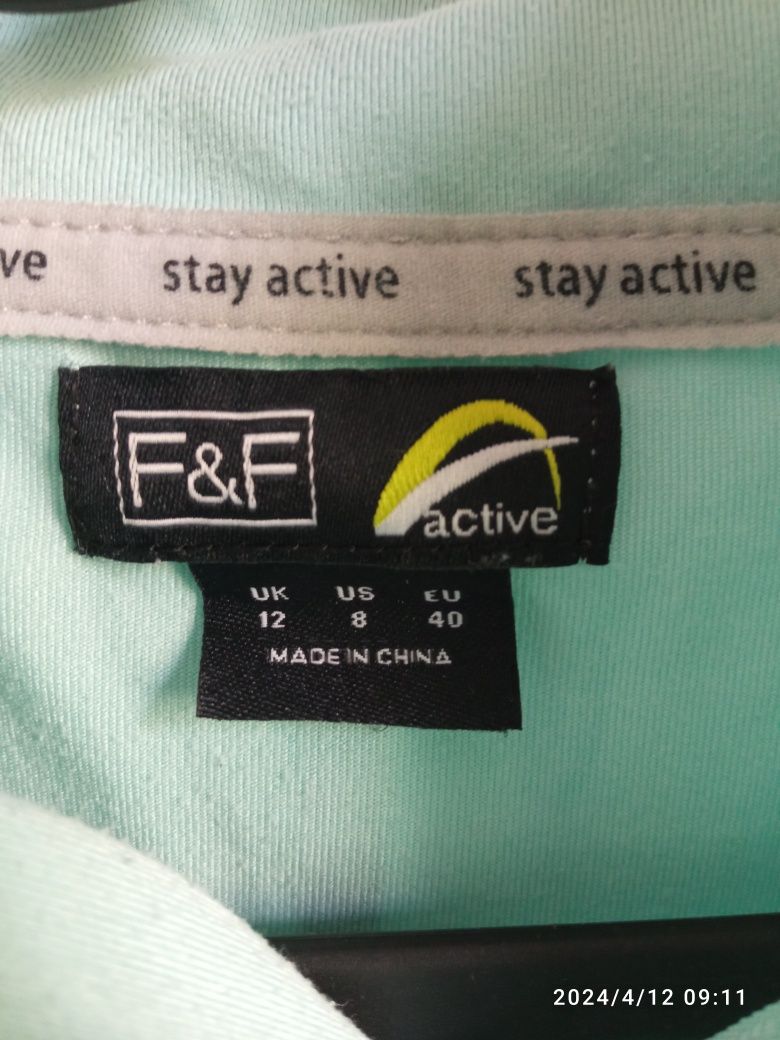 ve stay active stay active
F&F active
UK US EU
12 8 40
MADE IN CHINA
2024/4/12 09:11